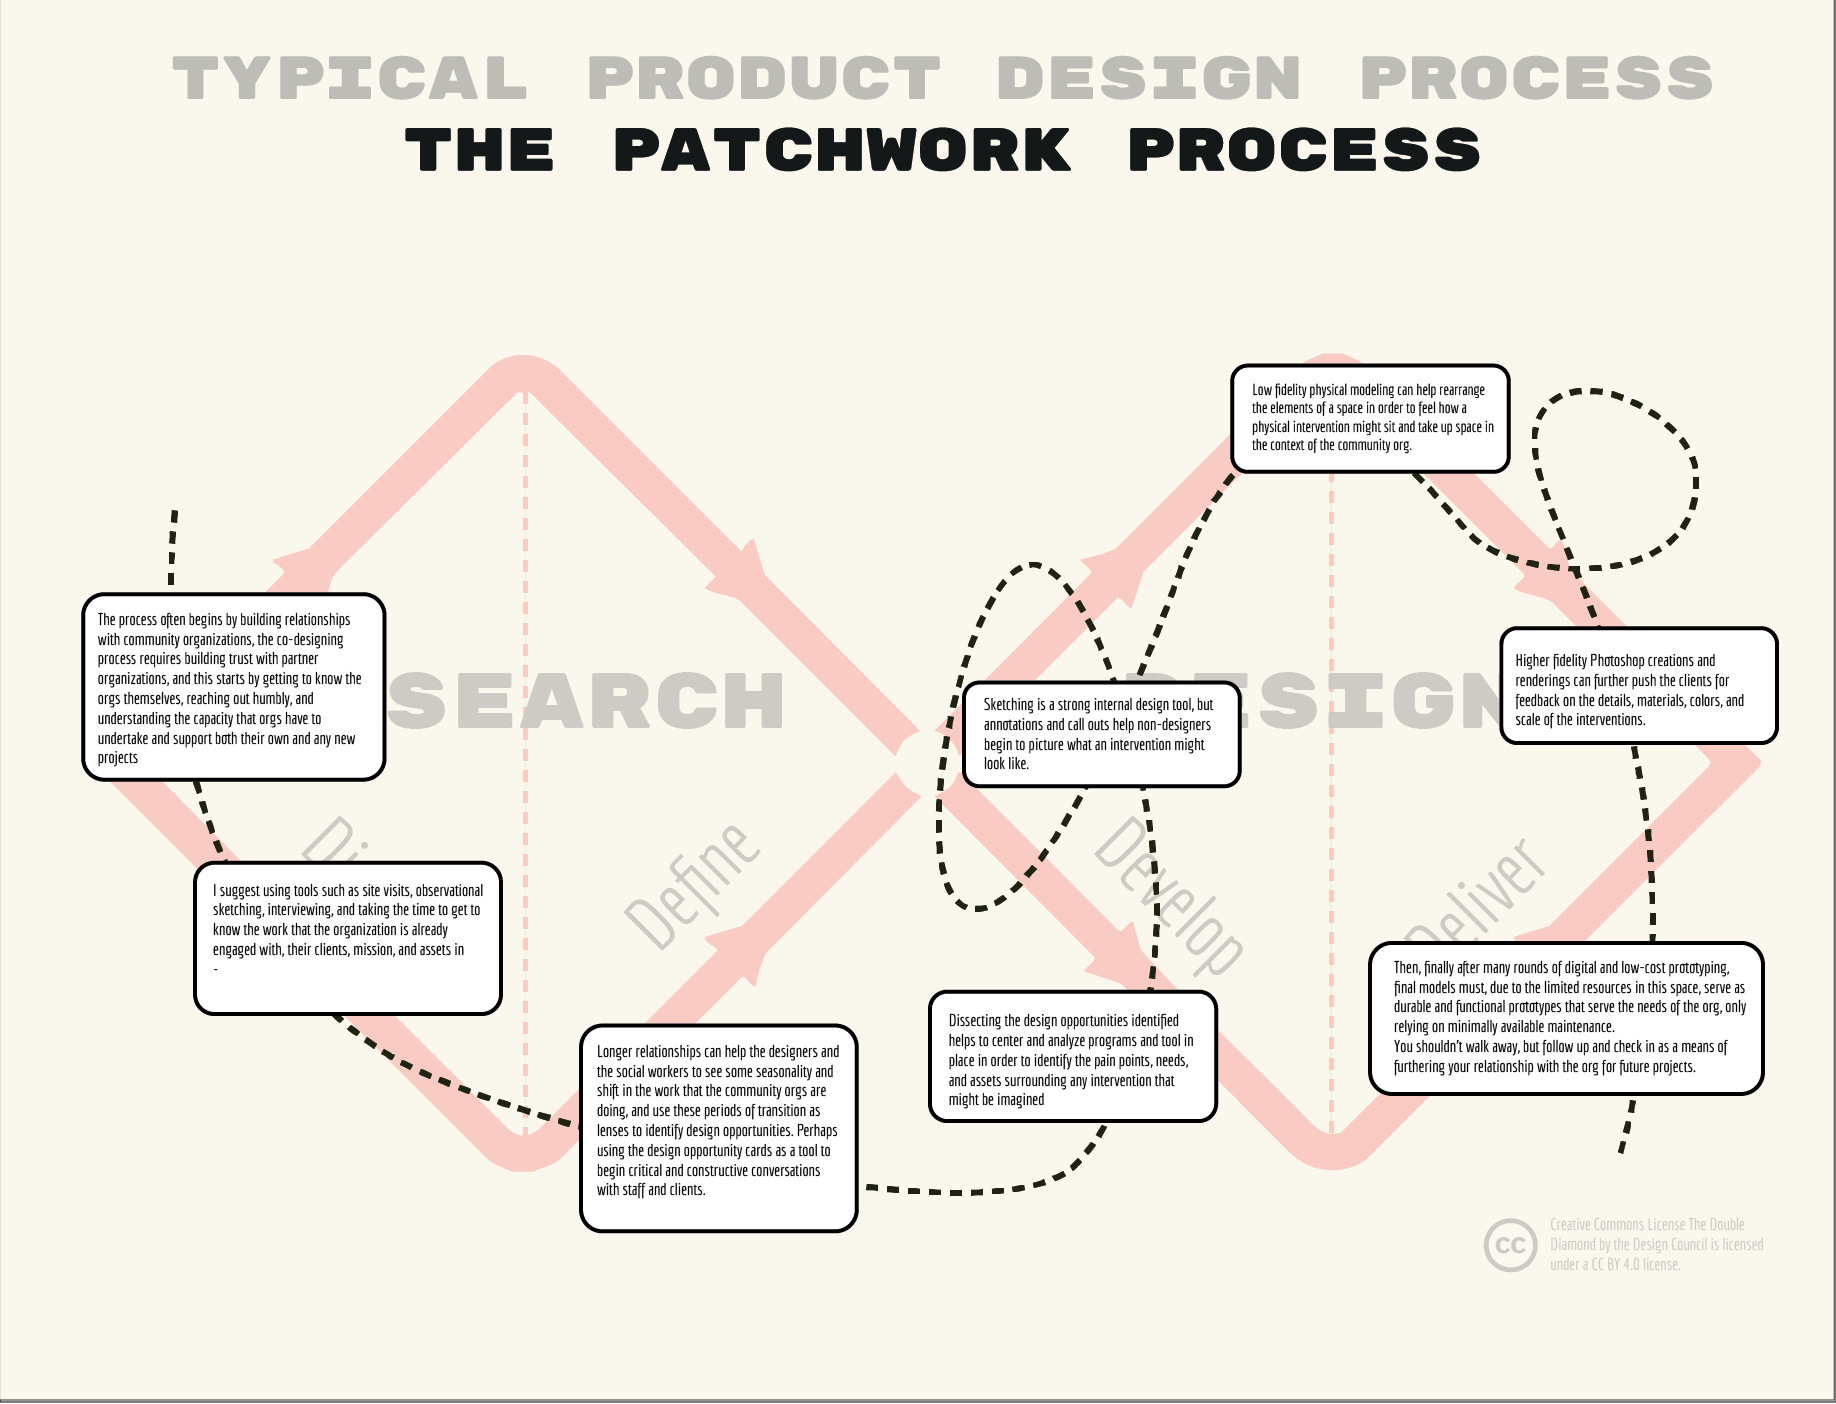 TYPICAL PRODUCT DESIGN PROCESS
THE PATCHWORK PROCESS
The process often begins by building relationships
with community organizations, the co-designing
process requires building trust with partner
organizations, and this starts by getting to know the
orgs themselves, reaching out humbly, and
understanding the capacity that orgs have to
undertake and support both their own and any new
projects
SEARCH
I suggest using tools such as site visits, observational
sketching, interviewing, and taking the time to get to
know the work that the organization is already
engaged with, their clients, mission, and assets in
-
Define
Longer relationships can help the designers and
the social workers to see some seasonality and
shift in the work that the community orgs are
doing, and use these periods of transition as
lenses to identify design opportunities. Perhaps
using the design opportunity cards as a tool to
begin critical and constructive conversations
with staff and clients.
Dissecting the design opportunities identified
helps to center and analyze programs and tool in
place in order to identify the pain points, needs,
and assets surrounding any intervention that
might be imagined
Develop
Sketching is a strong internal design tool, but
annotations and call outs help non-designers
begin to picture what an intervention might
look like.
DESIGN
Low fidelity physical modeling can help rearrange
the elements of a space in order to feel how a
physical intervention might sit and take up space in
the context of the community org.
Higher fidelity Photoshop creations and
renderings can further push the clients for
feedback on the details, materials, colors, and
scale of the interventions.
Deliver
Then, finally after many rounds of digital and low-cost prototyping,
final models must, due to the limited resources in this space, serve as
durable and functional prototypes that serve the needs of the org, only
relying on minimally available maintenance.
You shouldn't walk away, but follow up and check in as a means of
furthering your relationship with the org for future projects.
cc
Creative Commons License The Double
Diamond by the Design Council is licensed
under a CC BY 4.0 license.